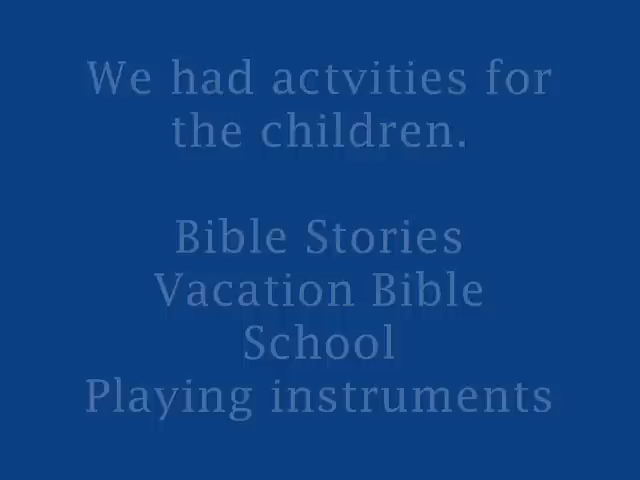 We had actvities for
the children.
Bible Stories
Vacation Bible
School
Playing instruments